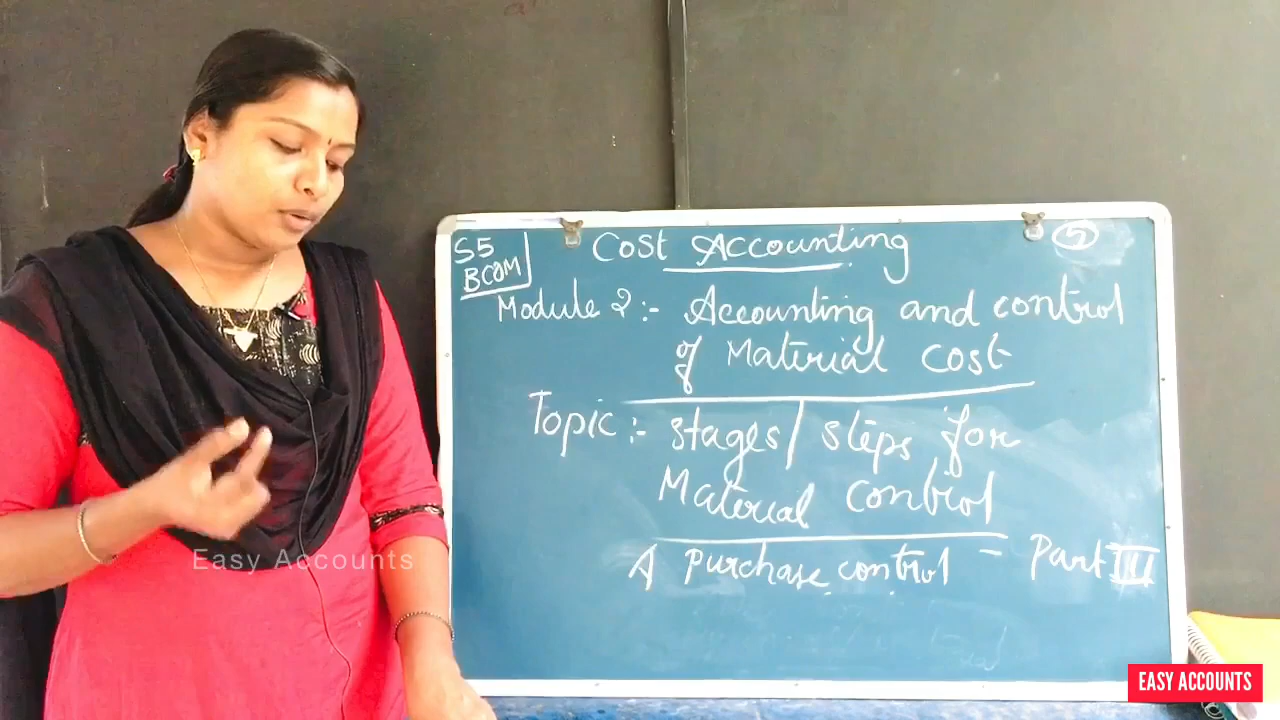 S5
BCOM
Cost Accounting
5
Module 2:- Accounting and control
of Material Cost
Topic:- Stages/ Steps for
Material Control
A Purchase control - Part III
Easy Accounts
EASY ACCOUNTS